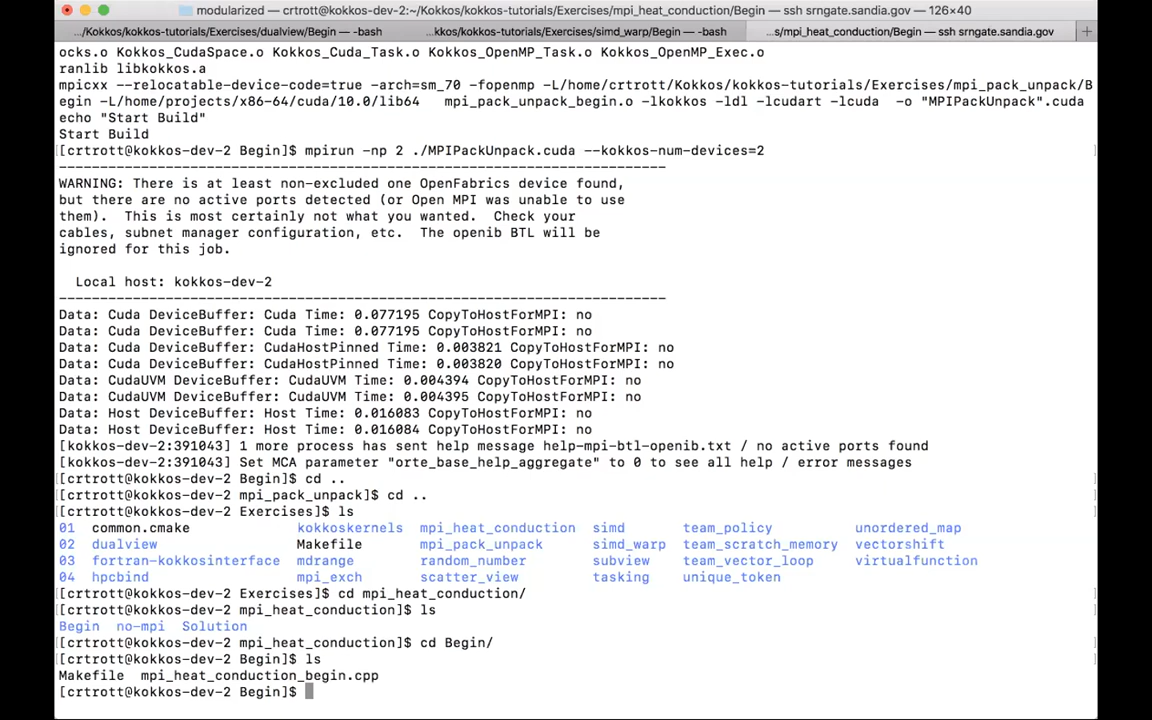 modularized — crtrott@kokkos-dev-2:~/Kokkos/kokkos-tutorials/Exercises/mpi_heat_conduction/Begin — ssh srngate.sandia.gov — 126×40
.../Kokkos/kokkos-tutorials/Exercises/dualview/Begin — -bash ...kkos/kokkos-tutorials/Exercises/simd_warp/Begin — -bash ...s/mpi_heat_conduction/Begin — ssh srngate.sandia.gov +
ocks.o Kokkos_CudaSpace.o Kokkos_Cuda_Task.o Kokkos_OpenMP_Task.o Kokkos_OpenMP_Exec.o
ranlib libkokkos.a
mpicxx --relocatable-device-code=true -arch=sm_70 -fopenmp -L/home/crtrott/Kokkos/kokkos-tutorials/Exercises/mpi_pack_unpack/B
egin -L/home/projects/x86-64/cuda/10.0/lib64   mpi_pack_unpack_begin.o -lkokkos -ldl -lcudart -lcuda  -o "MPIPackUnpack".cuda
echo "Start Build"
Start Build
[crtrott@kokkos-dev-2 Begin]$ mpirun -np 2 ./MPIPackUnpack.cuda --kokkos-num-devices=2
--------------------------------------------------------------------------
WARNING: There is at least non-excluded one OpenFabrics device found,
but there are no active ports detected (or Open MPI was unable to use
them).  This is most certainly not what you wanted.  Check your
cables, subnet manager configuration, etc.  The openib BTL will be
ignored for this job.
  Local host: kokkos-dev-2
--------------------------------------------------------------------------
Data: Cuda DeviceBuffer: Cuda Time: 0.077195 CopyToHostForMPI: no
Data: Cuda DeviceBuffer: Cuda Time: 0.077195 CopyToHostForMPI: no
Data: Cuda DeviceBuffer: CudaHostPinned Time: 0.003821 CopyToHostForMPI: no
Data: Cuda DeviceBuffer: CudaHostPinned Time: 0.003820 CopyToHostForMPI: no
Data: CudaUVM DeviceBuffer: CudaUVM Time: 0.004394 CopyToHostForMPI: no
Data: CudaUVM DeviceBuffer: CudaUVM Time: 0.004395 CopyToHostForMPI: no
Data: Host DeviceBuffer: Host Time: 0.016083 CopyToHostForMPI: no
Data: Host DeviceBuffer: Host Time: 0.016084 CopyToHostForMPI: no
[kokkos-dev-2:391043] 1 more process has sent help message help-mpi-btl-openib.txt / no active ports found
[kokkos-dev-2:391043] Set MCA parameter "orte_base_help_aggregate" to 0 to see all help / error messages
[crtrott@kokkos-dev-2 Begin]$ cd ..
[crtrott@kokkos-dev-2 mpi_pack_unpack]$ cd ..
[crtrott@kokkos-dev-2 Exercises]$ ls
01  common.cmake             kokkoskernels  mpi_heat_conduction  simd       team_policy          unordered_map
02  dualview                 Makefile       mpi_pack_unpack      simd_warp  team_scratch_memory  vectorshift
03  fortran-kokkosinterface  mdrange        random_number        subview    team_vector_loop     virtualfunction
04  hpcbind                  mpi_exch       scatter_view         tasking    unique_token
[crtrott@kokkos-dev-2 Exercises]$ cd mpi_heat_conduction/
[crtrott@kokkos-dev-2 mpi_heat_conduction]$ ls
Begin  no-mpi  Solution
[crtrott@kokkos-dev-2 mpi_heat_conduction]$ cd Begin/
[crtrott@kokkos-dev-2 Begin]$ ls
Makefile  mpi_heat_conduction_begin.cpp
[crtrott@kokkos-dev-2 Begin]$